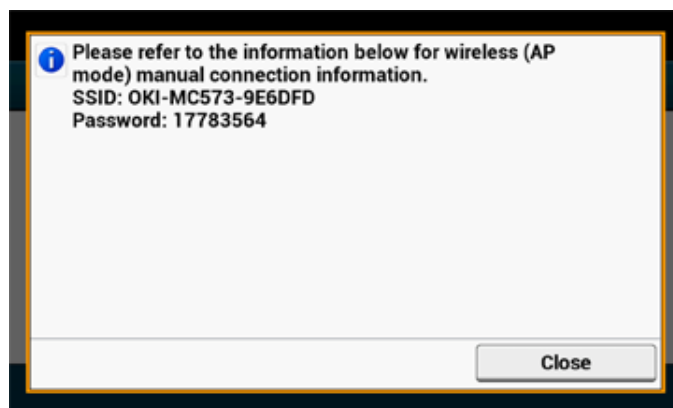 Please refer to the information below for wireless (AP
mode) manual connection information.
SSID: OKI-MC573-9E6DFD
Password: 17783564
Close